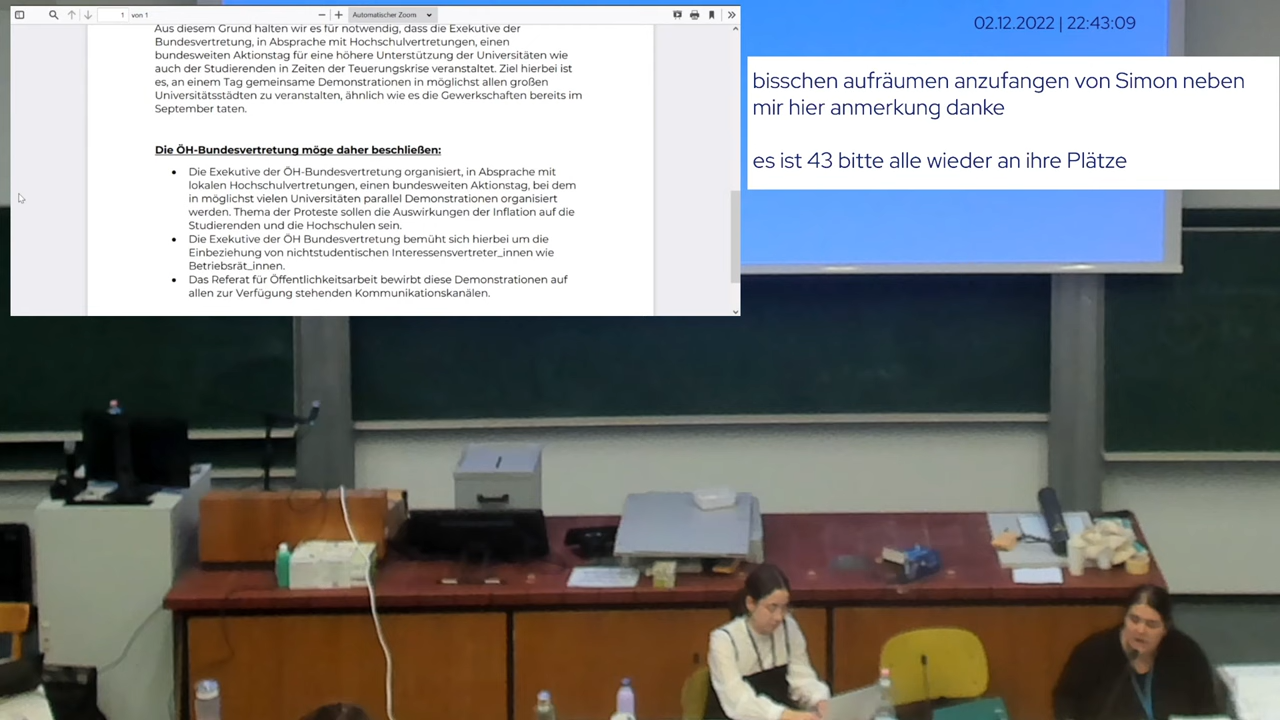 1 von 1 Automatischer Zoom
Aus diesem Grund halten wir es für notwendig, dass die Exekutive der
Bundesvertretung, in Absprache mit Hochschulvertretungen, einen
bundesweiten Aktionstag für eine höhere Unterstützung der Universitäten wie
auch der Studierenden in Zeiten der Teuerungskrise veranstaltet. Ziel hierbei ist
es, an einem Tag gemeinsame Demonstrationen in möglichst allen großen
Universitätsstädten zu veranstalten, ähnlich wie es die Gewerkschaften bereits im
September taten.
Die ÖH-Bundesvertretung möge daher beschließen:
• Die Exekutive der ÖH-Bundesvertretung organisiert, in Absprache mit
lokalen Hochschulvertretungen, einen bundesweiten Aktionstag, bei dem
in möglichst vielen Universitäten parallel Demonstrationen organisiert
werden. Thema der Proteste sollen die Auswirkungen der Inflation auf die
Studierenden und die Hochschulen sein.
• Die Exekutive der ÖH Bundesvertretung bemüht sich hierbei um die
Einbeziehung von nichtstudentischen Interessensvertreter_innen wie
Betriebsrät_innen.
• Das Referat für Öffentlichkeitsarbeit bewirbt diese Demonstrationen auf
allen zur Verfügung stehenden Kommunikationskanälen.
02.12.2022 | 22:43:09
bisschen aufräumen anzufangen von Simon neben
mir hier anmerkung danke
es ist 43 bitte alle wieder an ihre Plätze